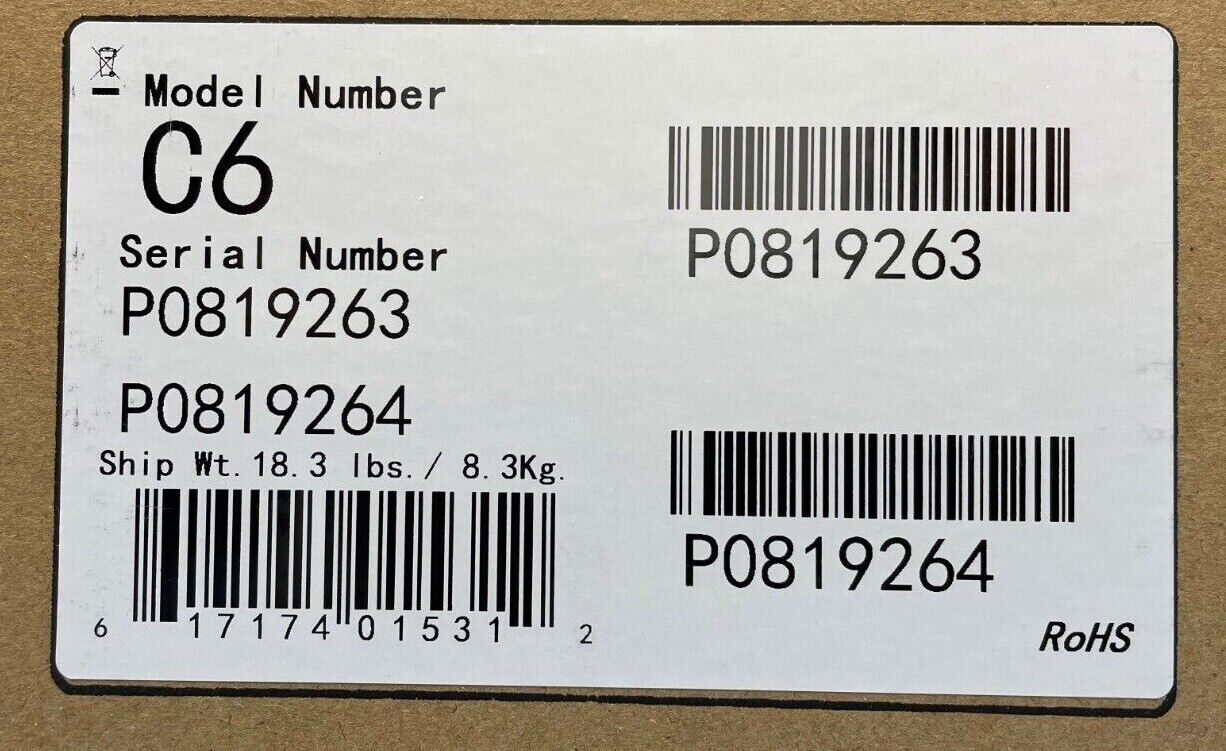 Model Number
C6
Serial Number
P0819263
P0819264
Ship Wt. 18.3 lbs. / 8.3Kg.
6 17174 01531 2
P0819263
P0819264
RoHS